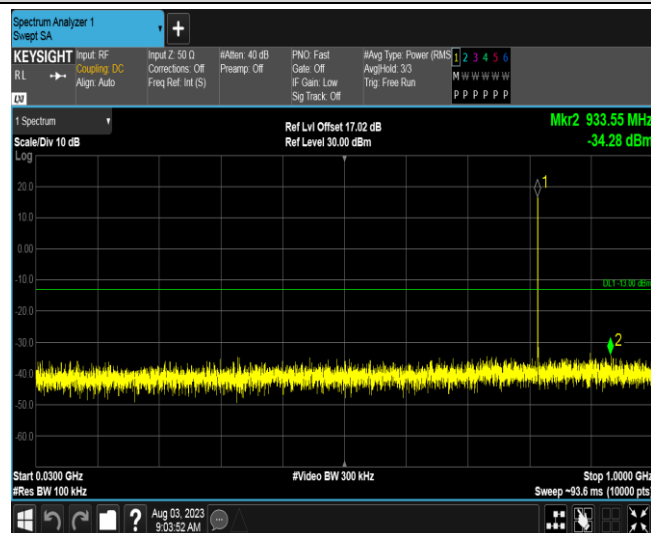 Spectrum Analyzer 1
Swept SA
+
KEYSIGHT Input: RF Input Z: 50 Ω #Atten: 40 dB PNO: Fast #Avg Type: Power (RMS 1 2 3 4 5 6
RL Coupling: DC Corrections: Off Preamp: Off Gate: Off Avg|Hold: 3/3 M W W W W W
Align: Auto Freq Ref: Int (S) IF Gain: Low Trig: Free Run
Sig Track: Off P P P P P P
LXI
1 Spectrum Ref Lvl Offset 17.02 dB Mkr2 933.55 MHz
Scale/Div 10 dB Ref Level 30.00 dBm -34.28 dBm
Log
1
20.0
10.0
0.00
-10.0
DL1 -13.00 dBm
-20.0
-30.0
2
-40.0
-50.0
-60.0
Start 0.0300 GHz #Video BW 300 kHz Stop 1.0000 GHz
#Res BW 100 kHz Sweep ~93.6 ms (10000 pts
? Aug 03, 2023
9:03:52 AM